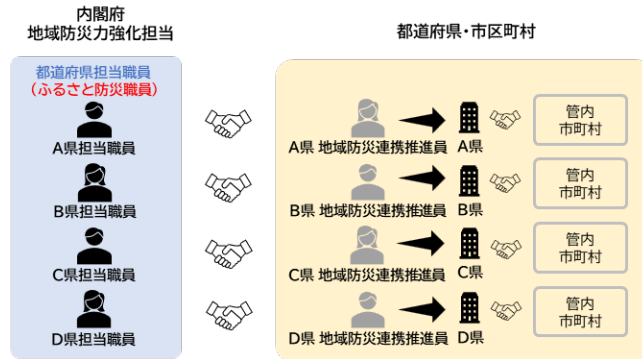 内閣府
地域防災力強化担当
都道府県・市区町村
都道府県担当職員
（ふるさと防災職員）
A県担当職員
A県 地域防災連携推進員
A県
管内
市町村
B県担当職員
B県 地域防災連携推進員
B県
管内
市町村
C県担当職員
C県 地域防災連携推進員
C県
管内
市町村
D県担当職員
D県 地域防災連携推進員
D県
管内
市町村